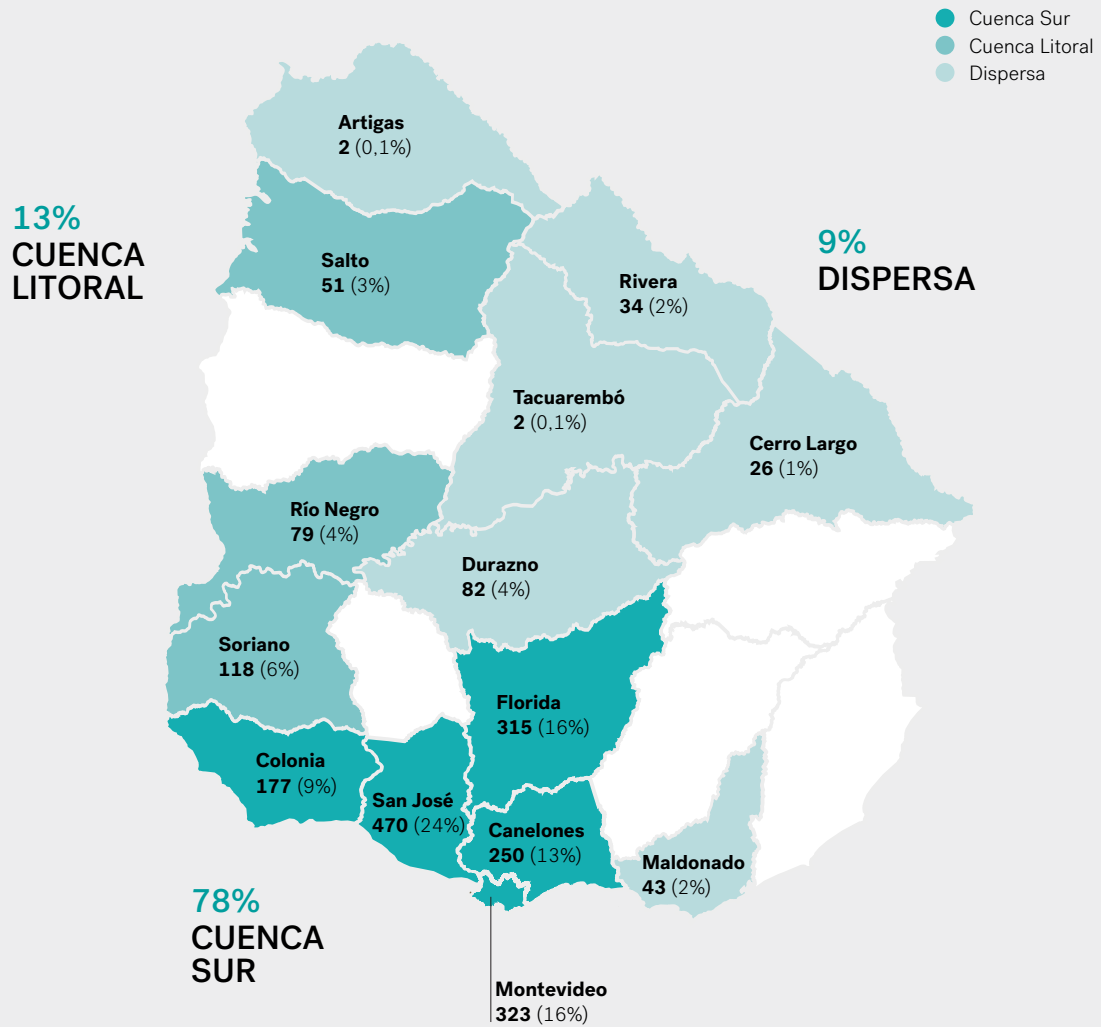 Cuenca Sur
Cuenca Litoral
Dispersa
Artigas
2 (0,1%)
13%
CUENCA
LITORAL
Salto
51 (3%)
Rivera
34 (2%)
9%
DISPERSA
Tacuarembó
2 (0,1%)
Cerro Largo
26 (1%)
Río Negro
79 (4%)
Durazno
82 (4%)
Soriano
118 (6%)
Florida
315 (16%)
Colonia
177 (9%)
San José
470 (24%)
Canelones
250 (13%)
Maldonado
43 (2%)
78%
CUENCA
SUR
Montevideo
323 (16%)